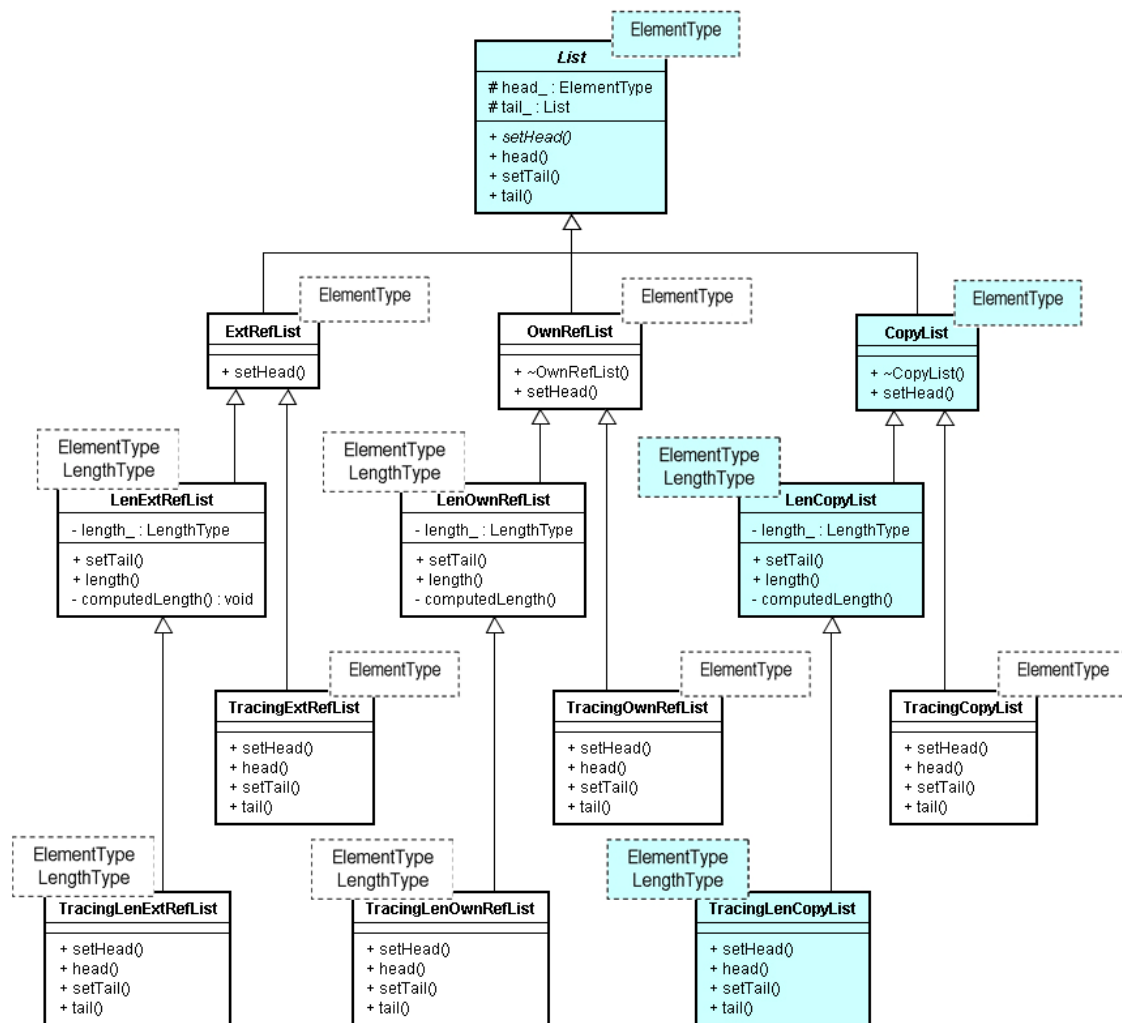 ElementType
List
# head_ : ElementType
# tail_ : List
+ setHead()
+ head()
+ setTail()
+ tail()
ElementType
ExtRefList
+ setHead()
ElementType
OwnRefList
+ ~OwnRefList()
+ setHead()
ElementType
CopyList
+ ~CopyList()
+ setHead()
ElementType
LengthType
LenExtRefList
- length_ : LengthType
+ setTail()
+ length()
- computedLength() : void
ElementType
LengthType
LenOwnRefList
- length_ : LengthType
+ setTail()
+ length()
- computedLength()
ElementType
LengthType
LenCopyList
- length_ : LengthType
+ setTail()
+ length()
- computedLength()
ElementType
TracingExtRefList
+ setHead()
+ head()
+ setTail()
+ tail()
ElementType
TracingOwnRefList
+ setHead()
+ head()
+ setTail()
+ tail()
ElementType
TracingCopyList
+ setHead()
+ head()
+ setTail()
+ tail()
ElementType
LengthType
TracingLenExtRefList
+ setHead()
+ head()
+ setTail()
+ tail()
ElementType
LengthType
TracingLenOwnRefList
+ setHead()
+ head()
+ setTail()
+ tail()
ElementType
LengthType
TracingLenCopyList
+ setHead()
+ head()
+ setTail()
+ tail()